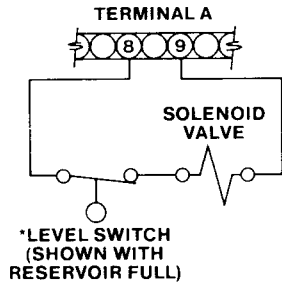 TERMINAL A
8 9
SOLENOID
VALVE
*LEVEL SWITCH
(SHOWN WITH
RESERVOIR FULL)